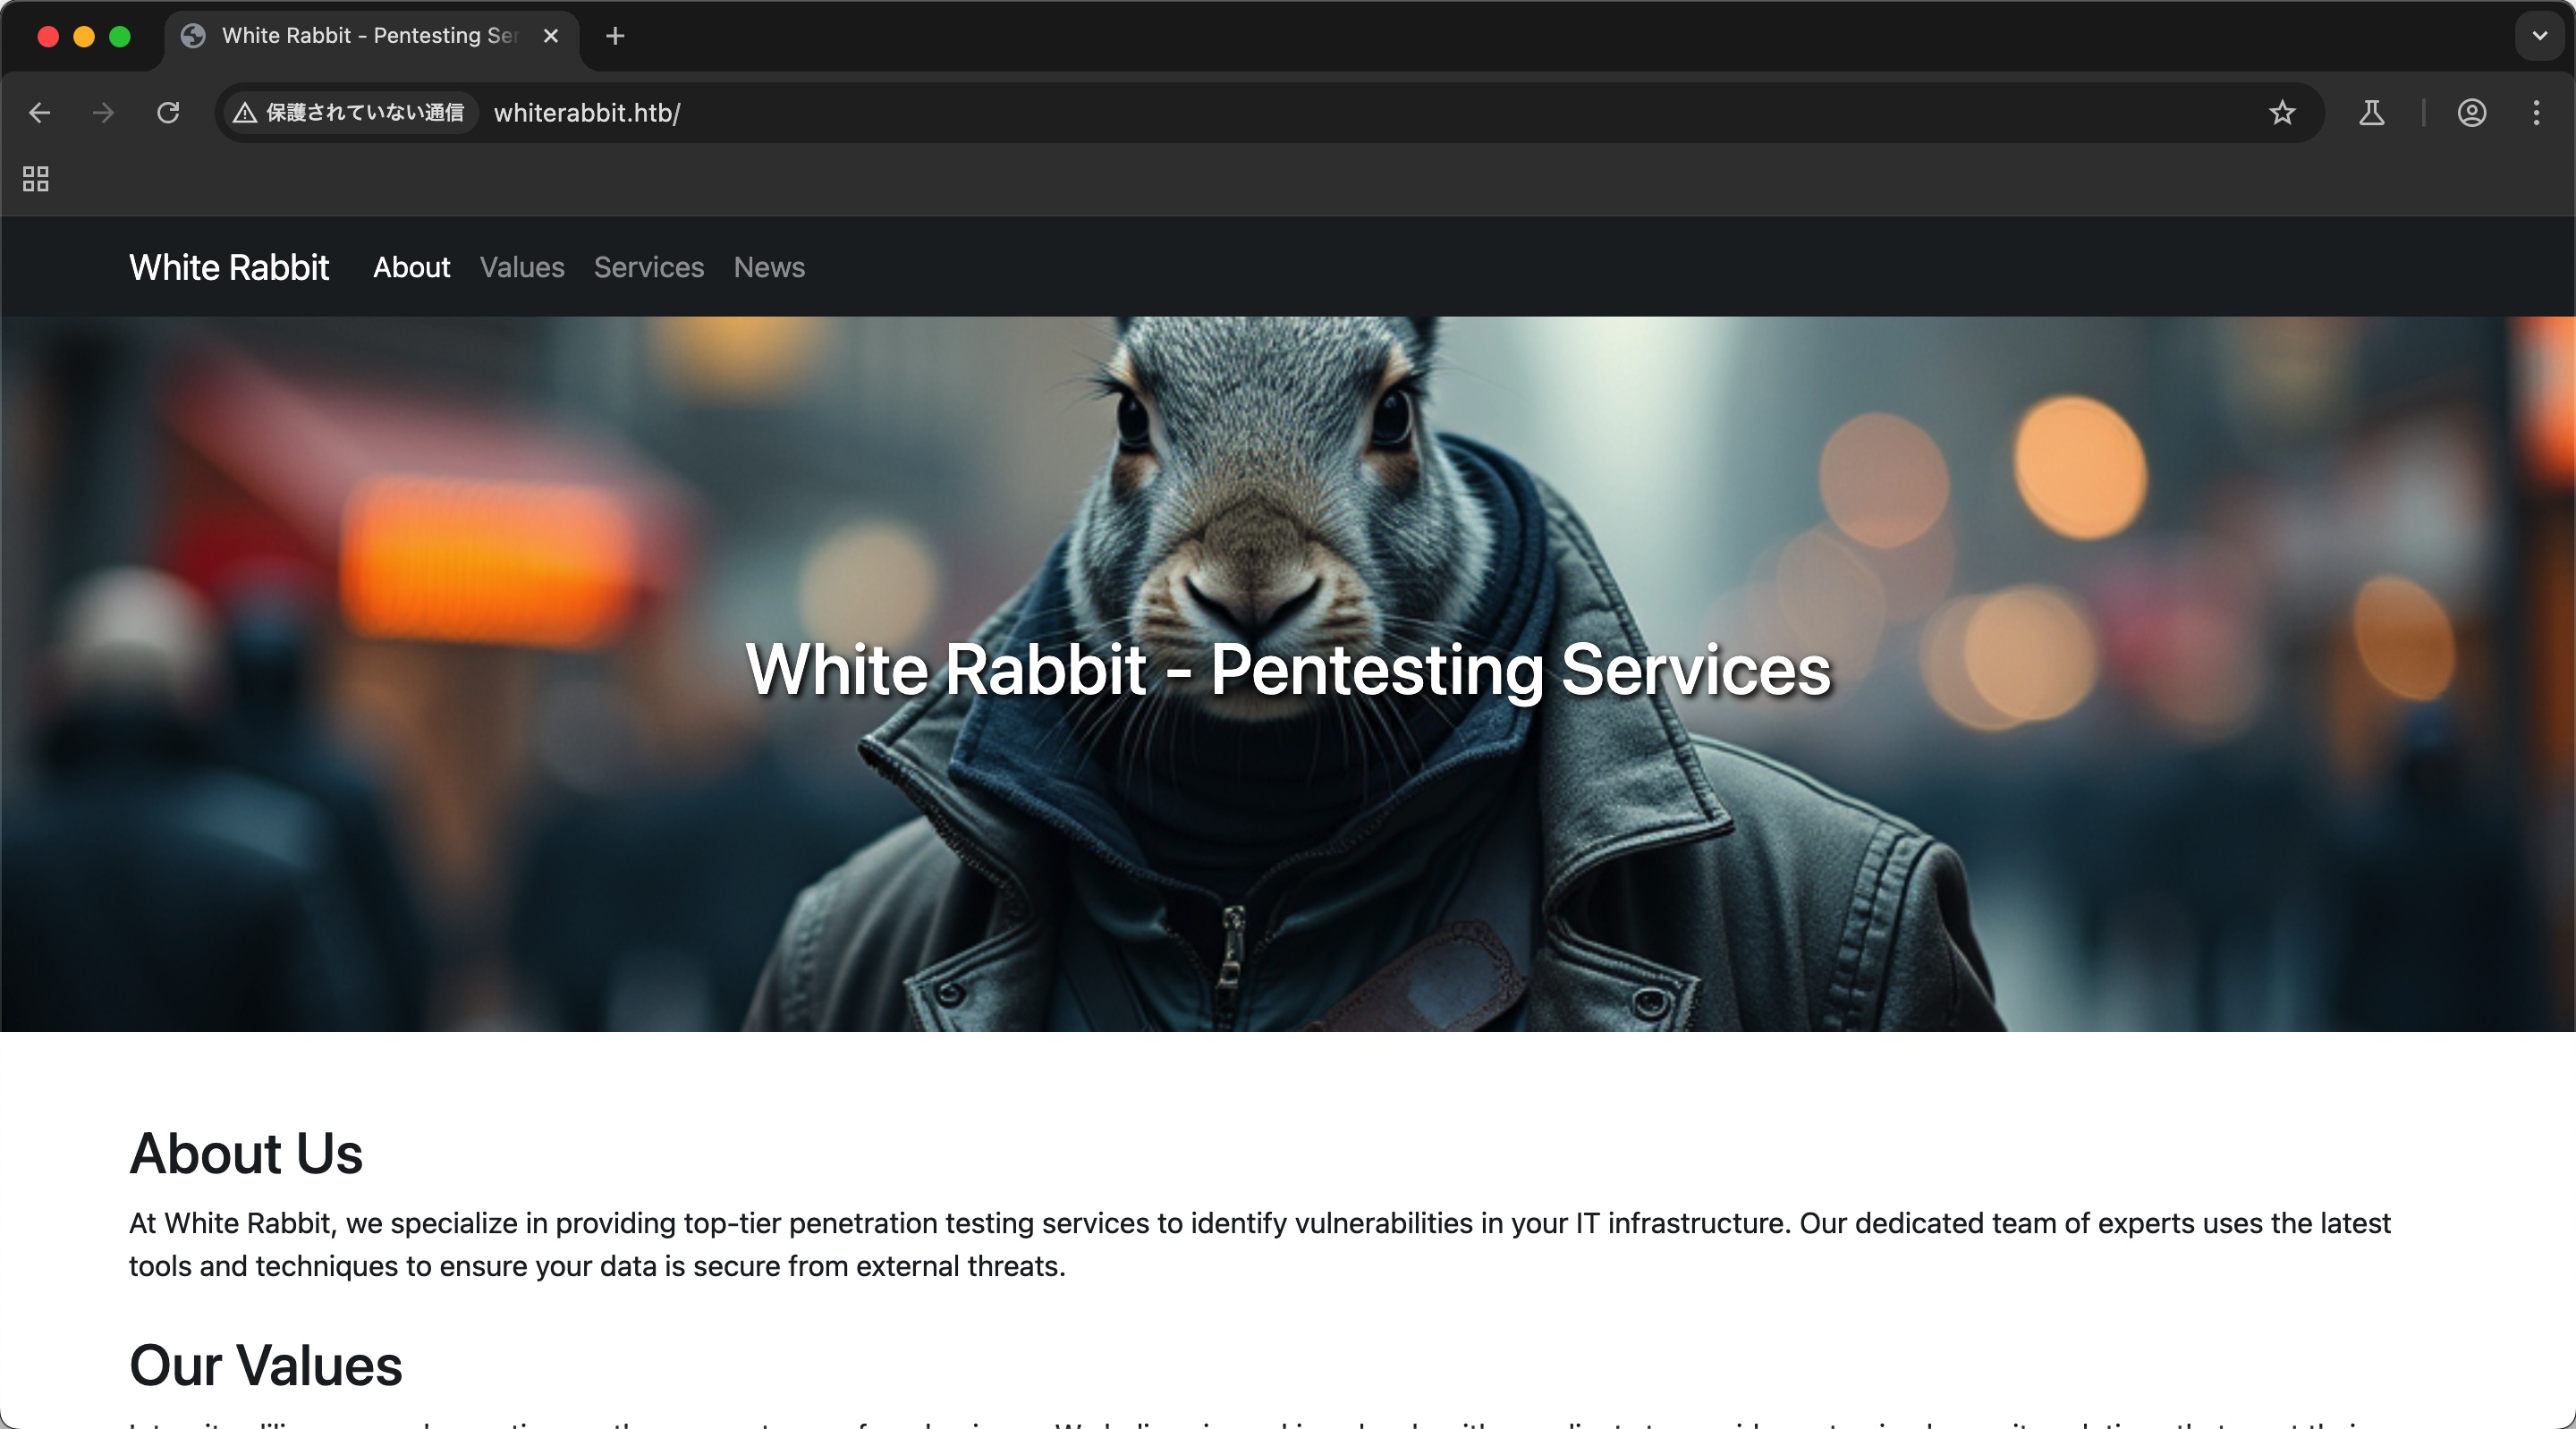 White Rabbit - Pentesting Ser
保護されていない通信 whiterabbit.htb/
White Rabbit About Values Services News
White Rabbit - Pentesting Services
About Us
At White Rabbit, we specialize in providing top-tier penetration testing services to identify vulnerabilities in your IT infrastructure. Our dedicated team of experts uses the latest
tools and techniques to ensure your data is secure from external threats.
Our Values